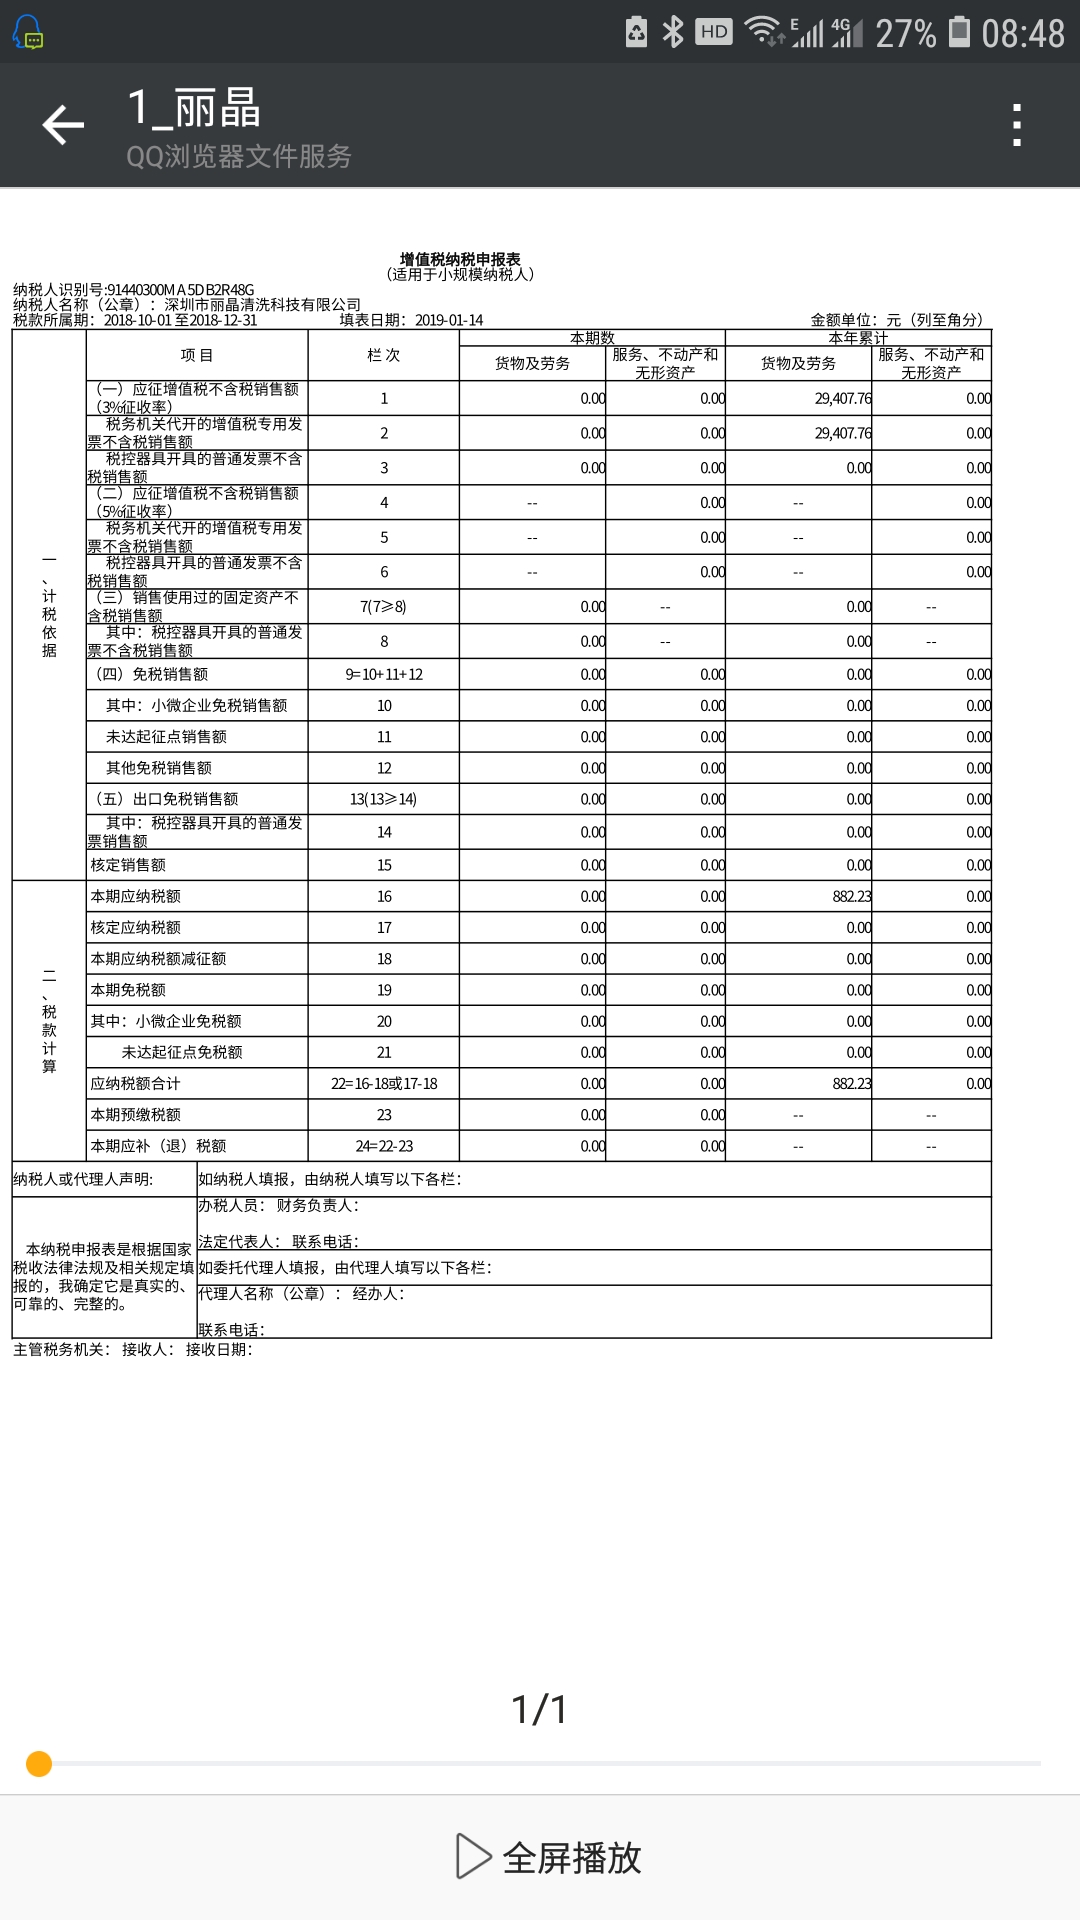 HD E 4G 27% 08:48
1_丽晶
QQ浏览器文件服务
增值税纳税申报表
（适用于小规模纳税人）
纳税人识别号:91440300MA5DB2R48G
纳税人名称（公章）：深圳市丽晶清洗科技有限公司
税款所属期：2018-10-01 至2018-12-31 填表日期：2019-01-14 金额单位：元（列至角分）
项 目 栏 次 本期数 本年累计
货物及劳务 服务、不动产和无形资产 货物及劳务 服务、不动产和无形资产
一、计税依据
（一）应征增值税不含税销售额（3%征收率） 1 0.00 0.00 29,407.76 0.00
税务机关代开的增值税专用发票不含税销售额 2 0.00 0.00 29,407.76 0.00
税控器具开具的普通发票不含税销售额 3 0.00 0.00 0.00 0.00
（二）应征增值税不含税销售额（5%征收率） 4 -- 0.00 -- 0.00
税务机关代开的增值税专用发票不含税销售额 5 -- 0.00 -- 0.00
税控器具开具的普通发票不含税销售额 6 -- 0.00 -- 0.00
（三）销售使用过的固定资产不含税销售额 7(7≥8) 0.00 -- 0.00 --
其中：税控器具开具的普通发票不含税销售额 8 0.00 -- 0.00 --
（四）免税销售额 9=10+11+12 0.00 0.00 0.00 0.00
其中：小微企业免税销售额 10 0.00 0.00 0.00 0.00
未达起征点销售额 11 0.00 0.00 0.00 0.00
其他免税销售额 12 0.00 0.00 0.00 0.00
（五）出口免税销售额 13(13≥14) 0.00 0.00 0.00 0.00
其中：税控器具开具的普通发票销售额 14 0.00 0.00 0.00 0.00
核定销售额 15 0.00 0.00 0.00 0.00
二、税款计算
本期应纳税额 16 0.00 0.00 882.23 0.00
核定应纳税额 17 0.00 0.00 0.00 0.00
本期应纳税额减征额 18 0.00 0.00 0.00 0.00
本期免税额 19 0.00 0.00 0.00 0.00
其中：小微企业免税额 20 0.00 0.00 0.00 0.00
未达起征点免税额 21 0.00 0.00 0.00 0.00
应纳税额合计 22=16-18或17-18 0.00 0.00 882.23 0.00
本期预缴税额 23 0.00 0.00 -- --
本期应补（退）税额 24=22-23 0.00 0.00 -- --
纳税人或代理人声明: 如纳税人填报，由纳税人填写以下各栏：
本纳税申报表是根据国家
税收法律法规及相关规定填
报的，我确定它是真实的、
可靠的、完整的。
办税人员： 财务负责人：
法定代表人： 联系电话：
如委托代理人填报，由代理人填写以下各栏：
代理人名称（公章）： 经办人：
联系电话：
主管税务机关： 接收人： 接收日期：
1/1
全屏播放